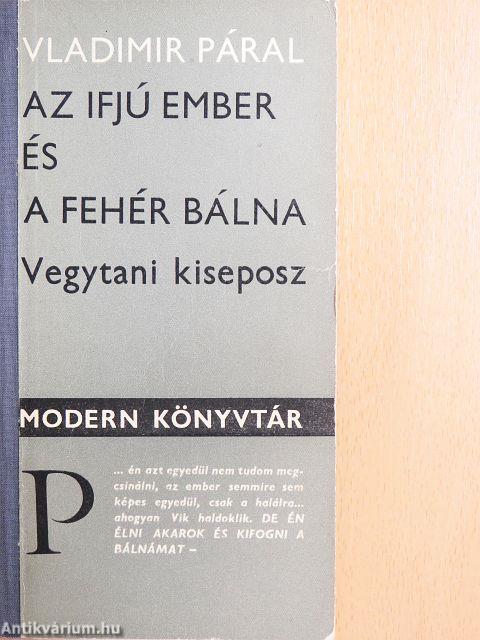 VLADIMIR PÁRAL
AZ IFJÚ EMBER
ÉS
A FEHÉR BÁLNA
Vegytani kiseposz
MODERN KÖNYVTÁR
P
... én azt egyedül nem tudom meg-
csinálni, az ember semmire sem
képes egyedül, csak a halálra...
ahogyan Vik haldoklik. DE ÉN
ÉLNI AKAROK ÉS KIFOGNI A
BÁLNÁMAT –
Antikvárium.hu